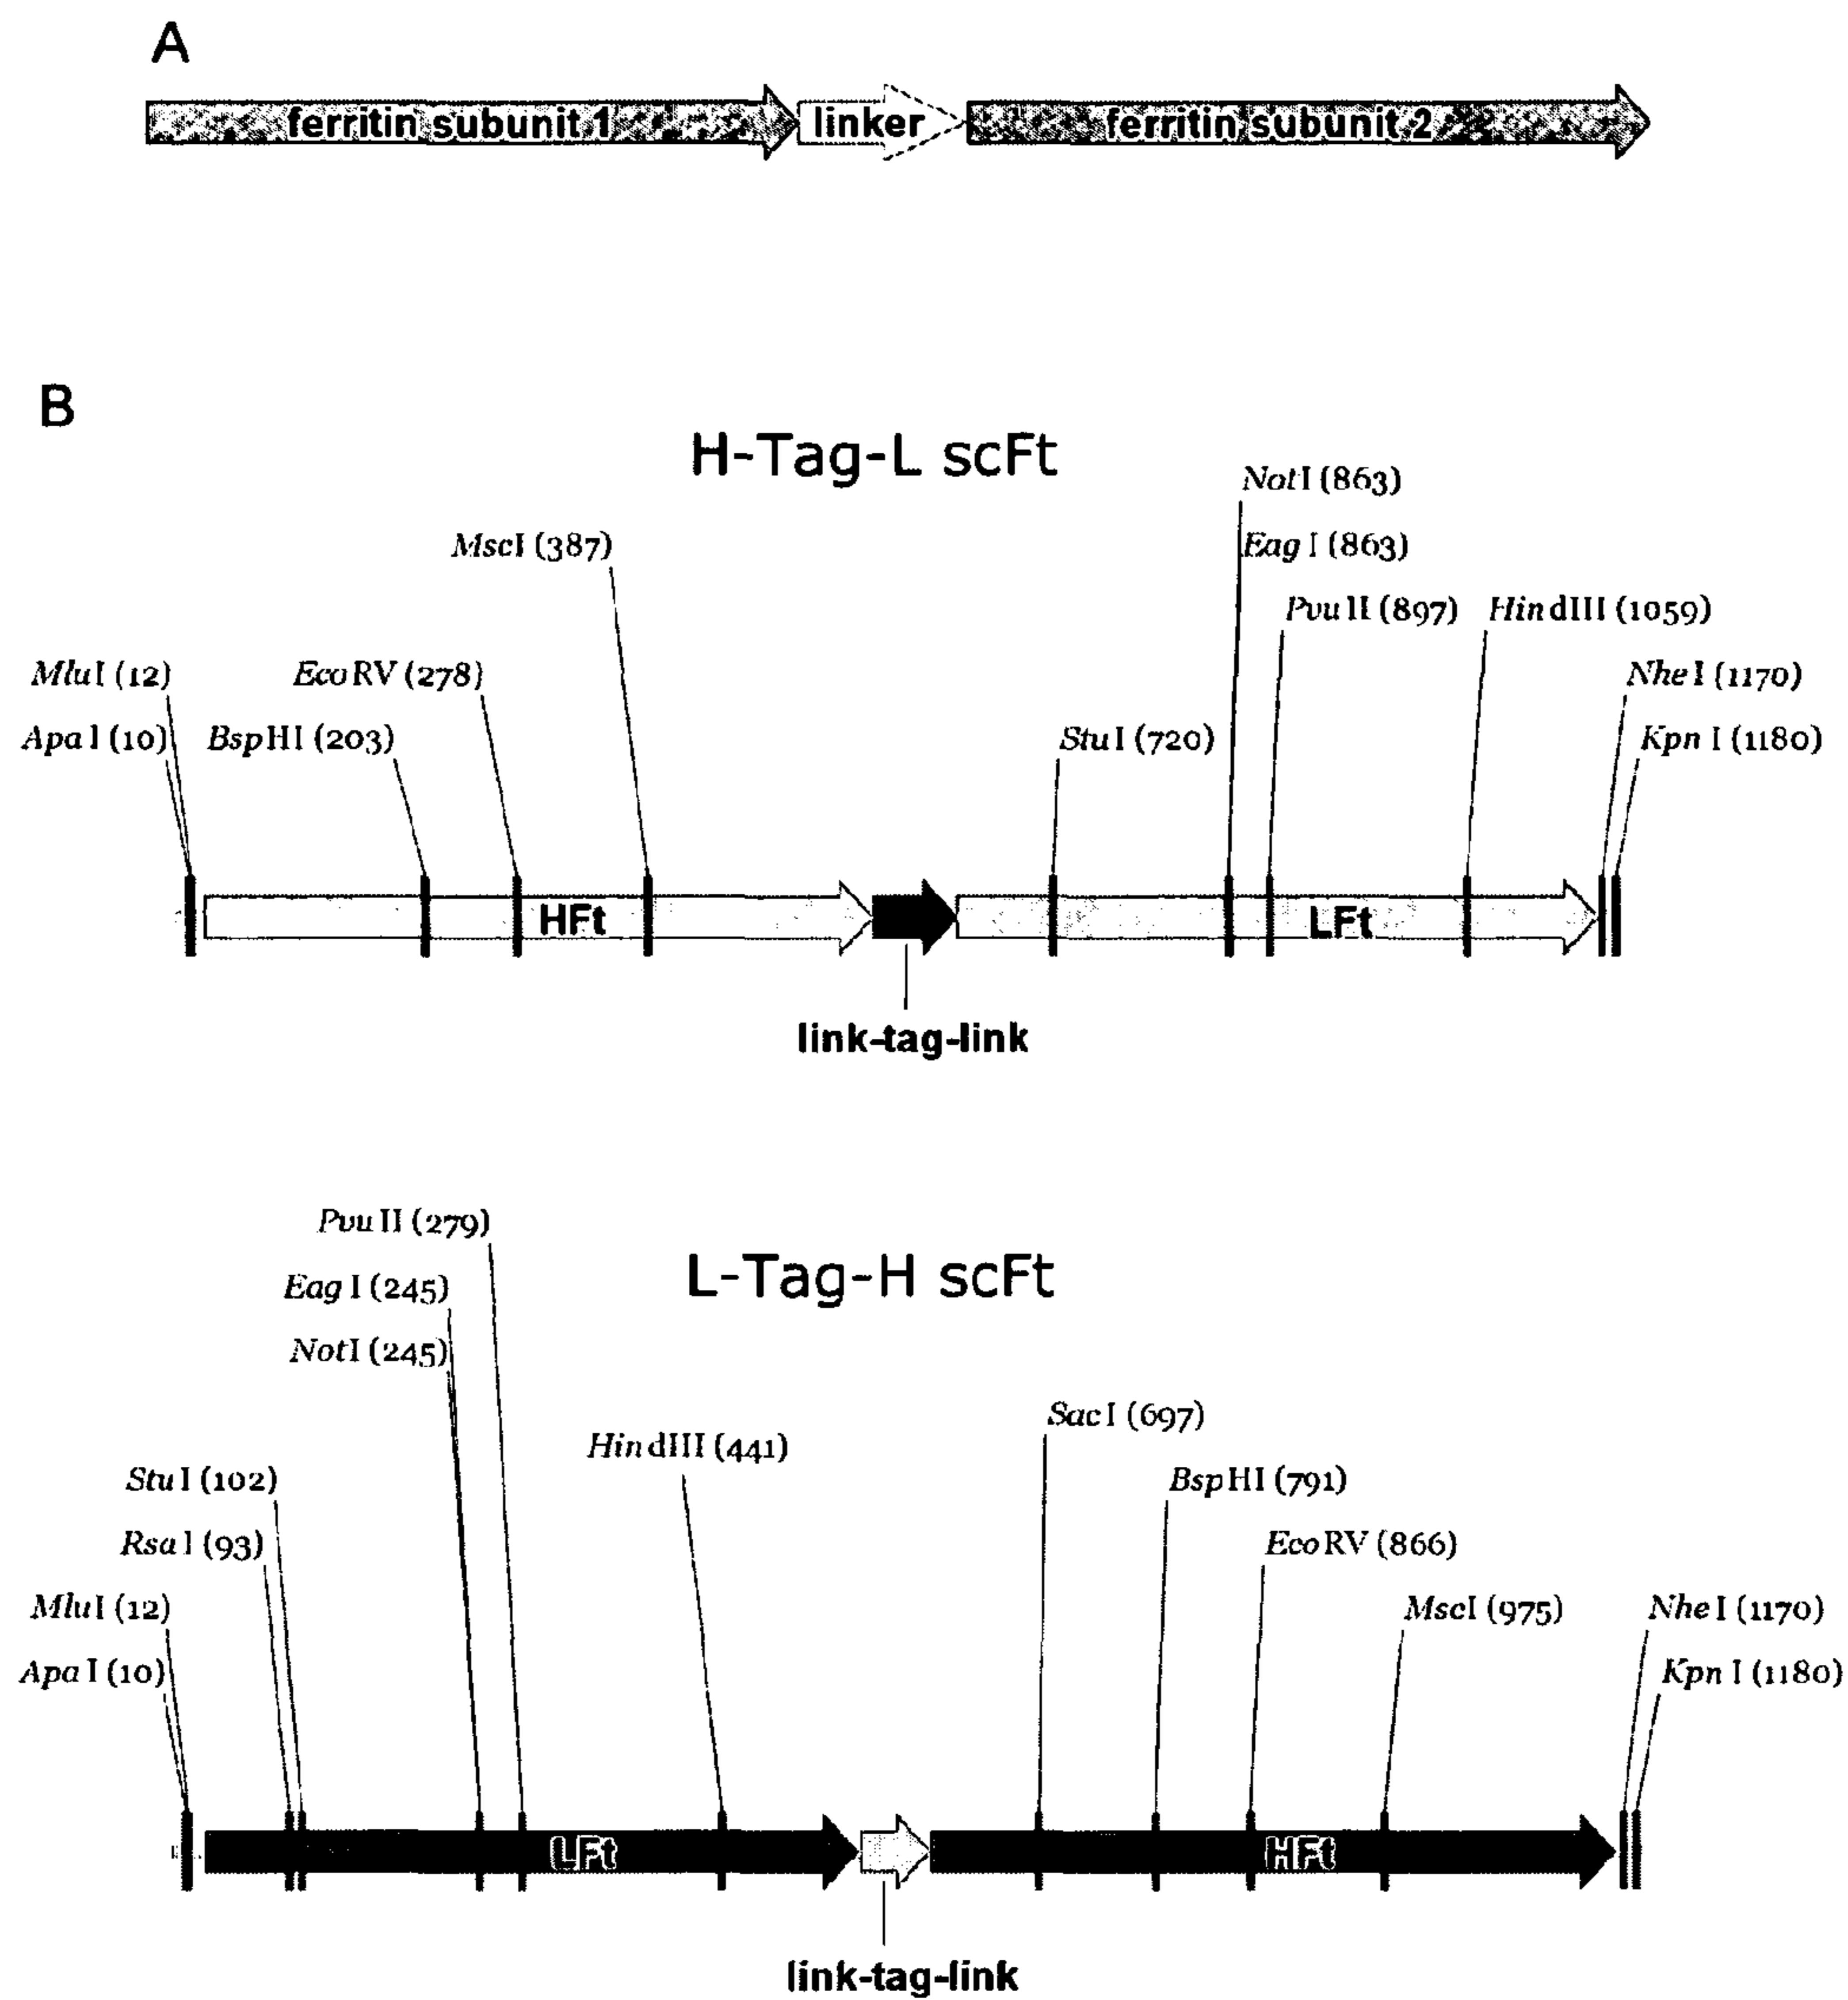 A
ferritin subunit 1 linker ferritin subunit 2
B
H-Tag-L scFt
NotI (863)
MscI (387) EagI (863)
PvuII (897) HindIII (1059)
MluI (12) EcoRV (278) NheI (1170)
ApaI (10) BspHI (203) StuI (720) KpnI (1180)
HFt LFt
link-tag-link
PvuII (279)
L-Tag-H scFt
EagI (245)
NotI (245)
SacI (697)
HindIII (441)
StuI (102) BspHI (791)
RsaI (93) EcoRV (866)
MluI (12) MscI (975) NheI (1170)
ApaI (10) KpnI (1180)
LFt HFt
link-tag-link